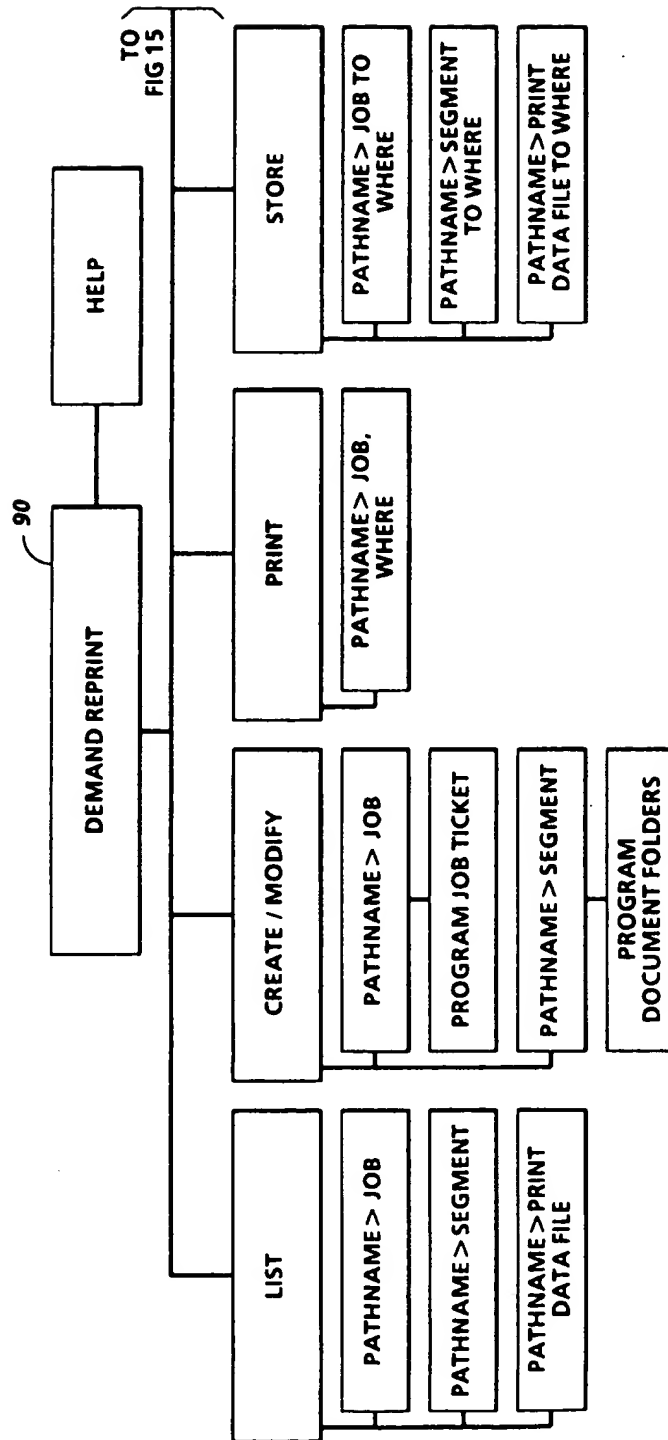 TO
FIG 15
90
DEMAND REPRINT
HELP
LIST
PATHNAME > JOB
PATHNAME > SEGMENT
PATHNAME > PRINT
DATA FILE
CREATE / MODIFY
PATHNAME > JOB
PROGRAM JOB TICKET
PATHNAME > SEGMENT
PROGRAM
DOCUMENT FOLDERS
PRINT
PATHNAME > JOB,
WHERE
STORE
PATHNAME > JOB TO
WHERE
PATHNAME > SEGMENT
TO WHERE
PATHNAME > PRINT
DATA FILE TO WHERE